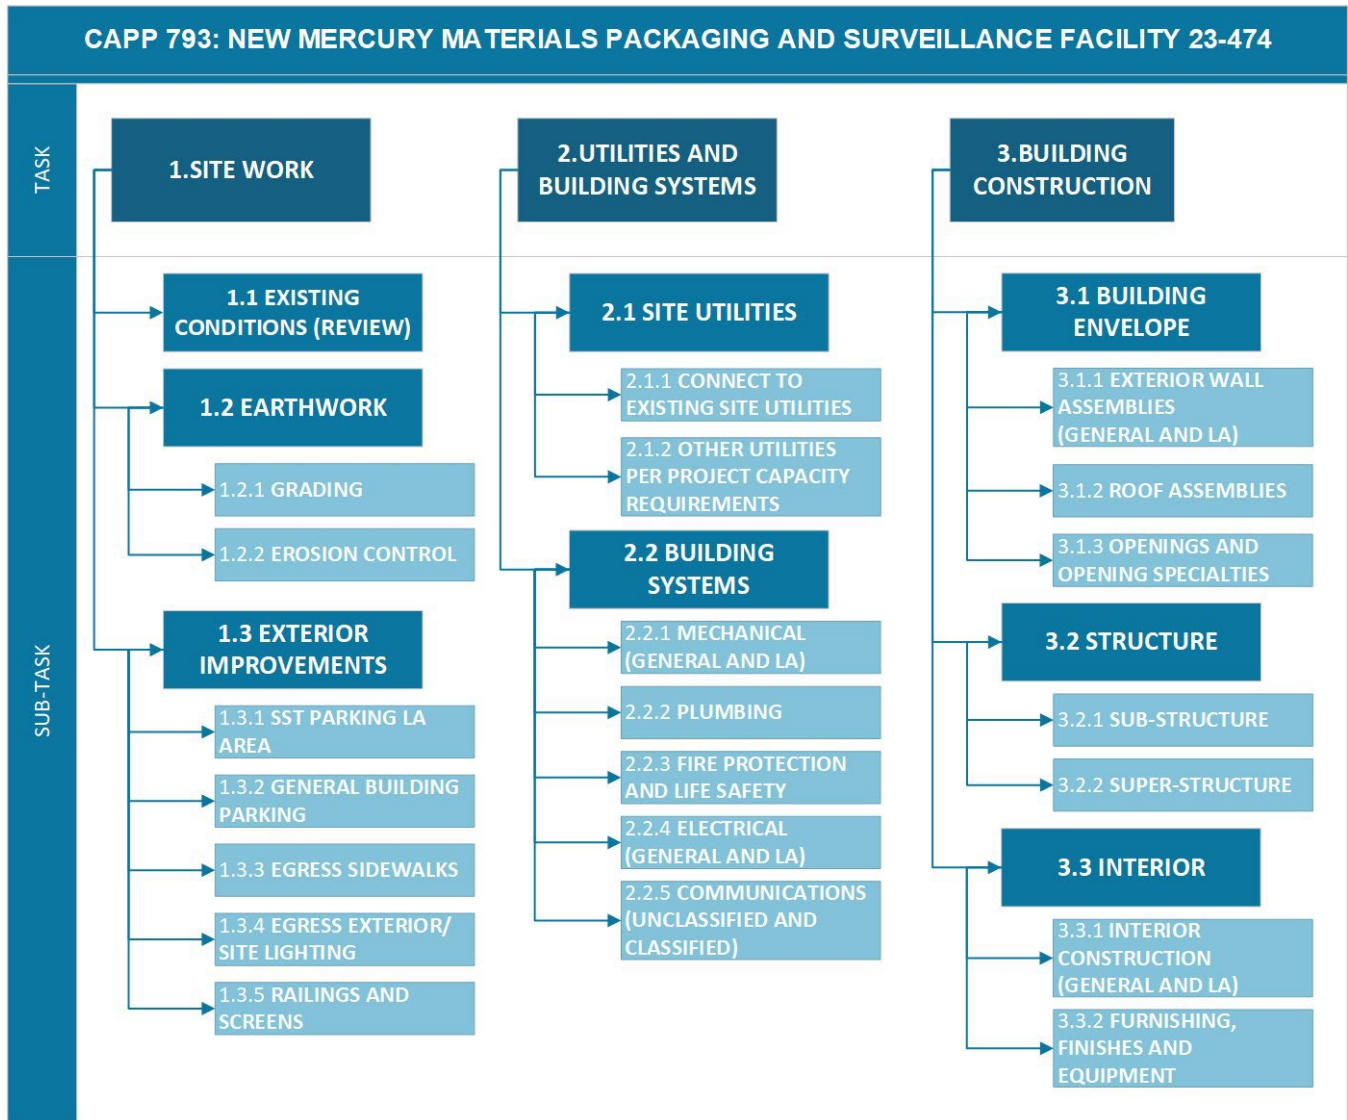 CAPP 793: NEW MERCURY MATERIALS PACKAGING AND SURVEILLANCE FACILITY 23-474
TASK
1.SITE WORK
2.UTILITIES AND
BUILDING SYSTEMS
3.BUILDING
CONSTRUCTION
SUB-TASK
1.1 EXISTING
CONDITIONS (REVIEW)
1.2 EARTHWORK
1.2.1 GRADING
1.2.2 EROSION CONTROL
1.3 EXTERIOR
IMPROVEMENTS
1.3.1 SST PARKING LA
AREA
1.3.2 GENERAL BUILDING
PARKING
1.3.3 EGRESS SIDEWALKS
1.3.4 EGRESS EXTERIOR/
SITE LIGHTING
1.3.5 RAILINGS AND
SCREENS
2.1 SITE UTILITIES
2.1.1 CONNECT TO
EXISTING SITE UTILITIES
2.1.2 OTHER UTILITIES
PER PROJECT CAPACITY
REQUIREMENTS
2.2 BUILDING
SYSTEMS
2.2.1 MECHANICAL
(GENERAL AND LA)
2.2.2 PLUMBING
2.2.3 FIRE PROTECTION
AND LIFE SAFETY
2.2.4 ELECTRICAL
(GENERAL AND LA)
2.2.5 COMMUNICATIONS
(UNCLASSIFIED AND
CLASSIFIED)
3.1 BUILDING
ENVELOPE
3.1.1 EXTERIOR WALL
ASSEMBLIES
(GENERAL AND LA)
3.1.2 ROOF ASSEMBLIES
3.1.3 OPENINGS AND
OPENING SPECIALTIES
3.2 STRUCTURE
3.2.1 SUB-STRUCTURE
3.2.2 SUPER-STRUCTURE
3.3 INTERIOR
3.3.1 INTERIOR
CONSTRUCTION
(GENERAL AND LA)
3.3.2 FURNISHING,
FINISHES AND
EQUIPMENT